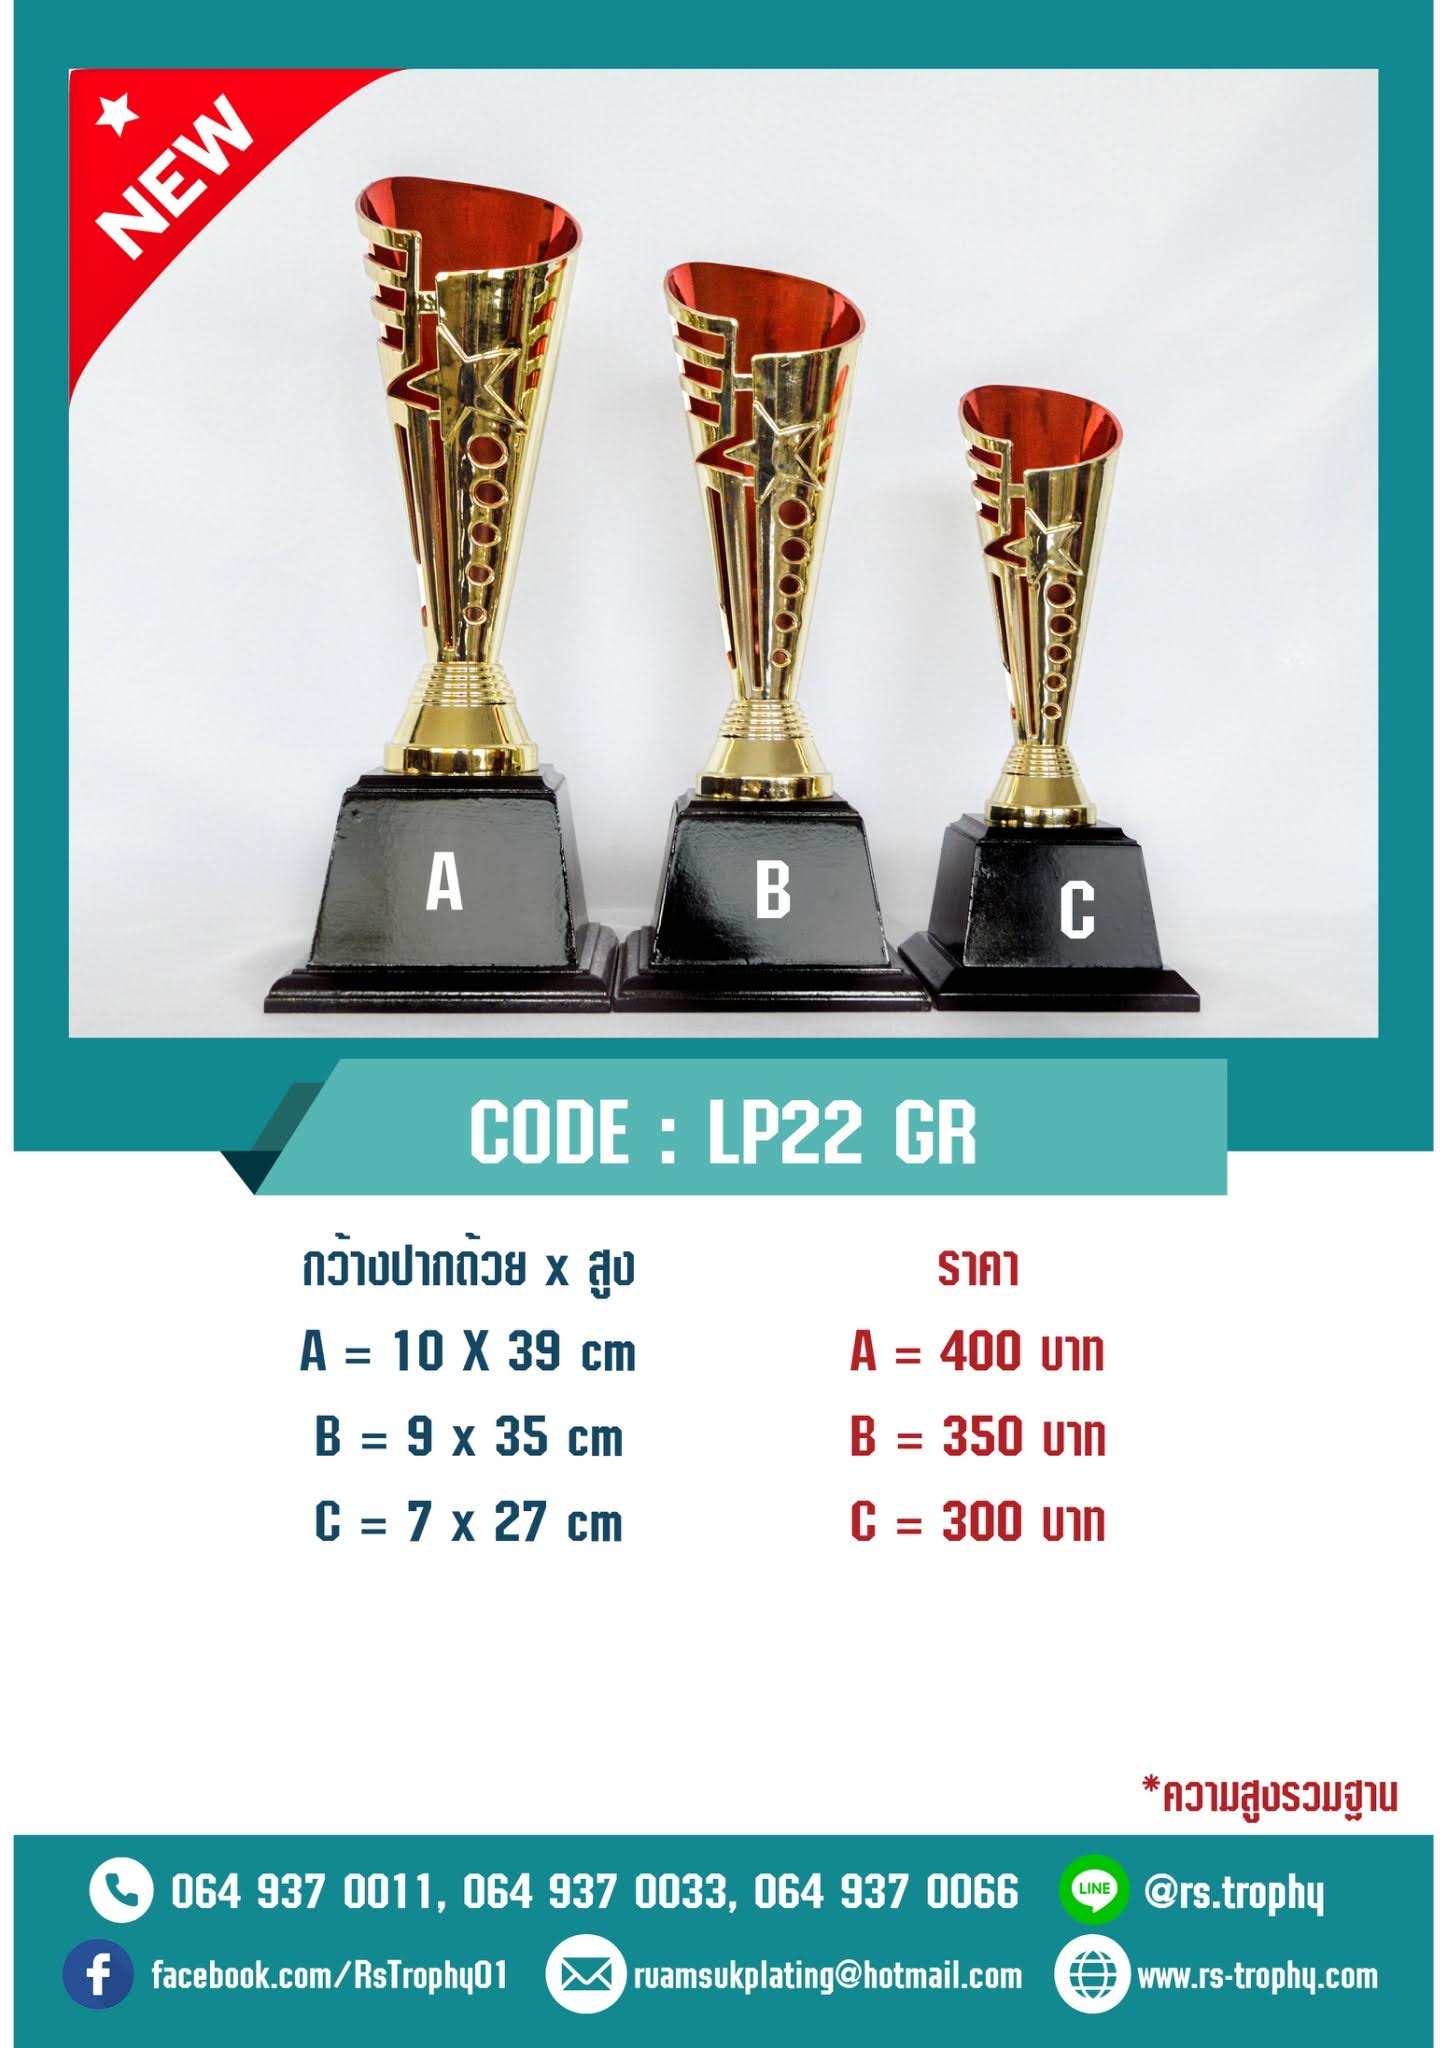 NEW
A
B
C
CODE : LP22 GR
กว้างปากถ้วย x สูง
A = 10 X 39 cm
B = 9 x 35 cm
C = 7 x 27 cm
ราคา
A = 400 บาท
B = 350 บาท
C = 300 บาท
*ความสูงรวมฐาน
064 937 0011, 064 937 0033, 064 937 0066
LINE @rs.trophy
facebook.com/RsTrophy01
ruamsukplating@hotmail.com
www.rs-trophy.com